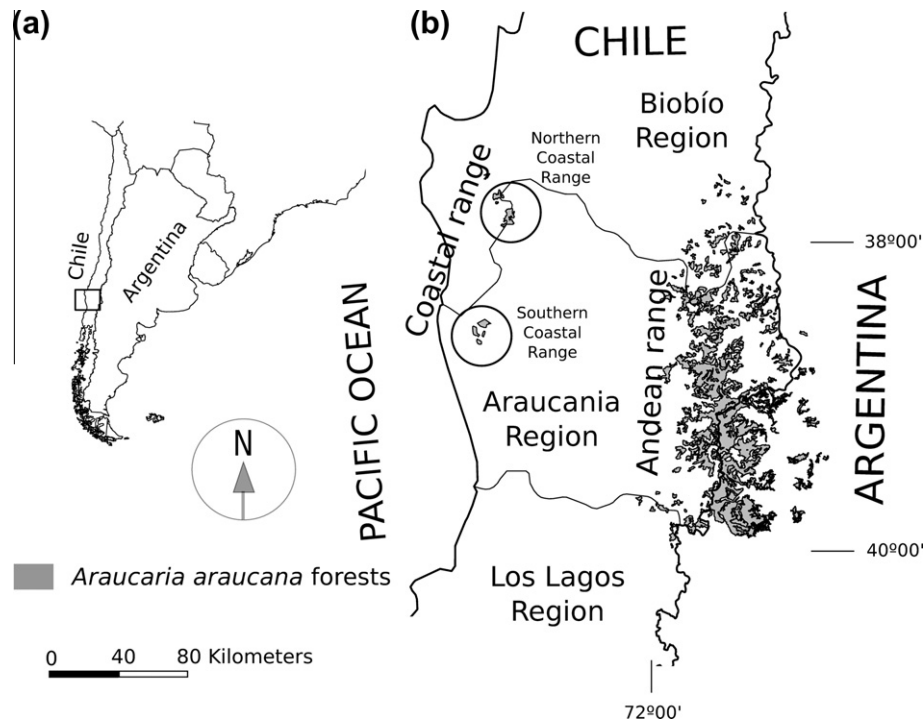 (a)
Chile
Argentina
N
Araucaria araucana forests
0 40 80 Kilometers
(b)
CHILE
Biobío
Region
Northern
Coastal
Range
Coastal range
38º00'
PACIFIC OCEAN
Southern
Coastal
Range
Andean range
ARGENTINA
Araucania
Region
40º00'
Los Lagos
Region
72º00'